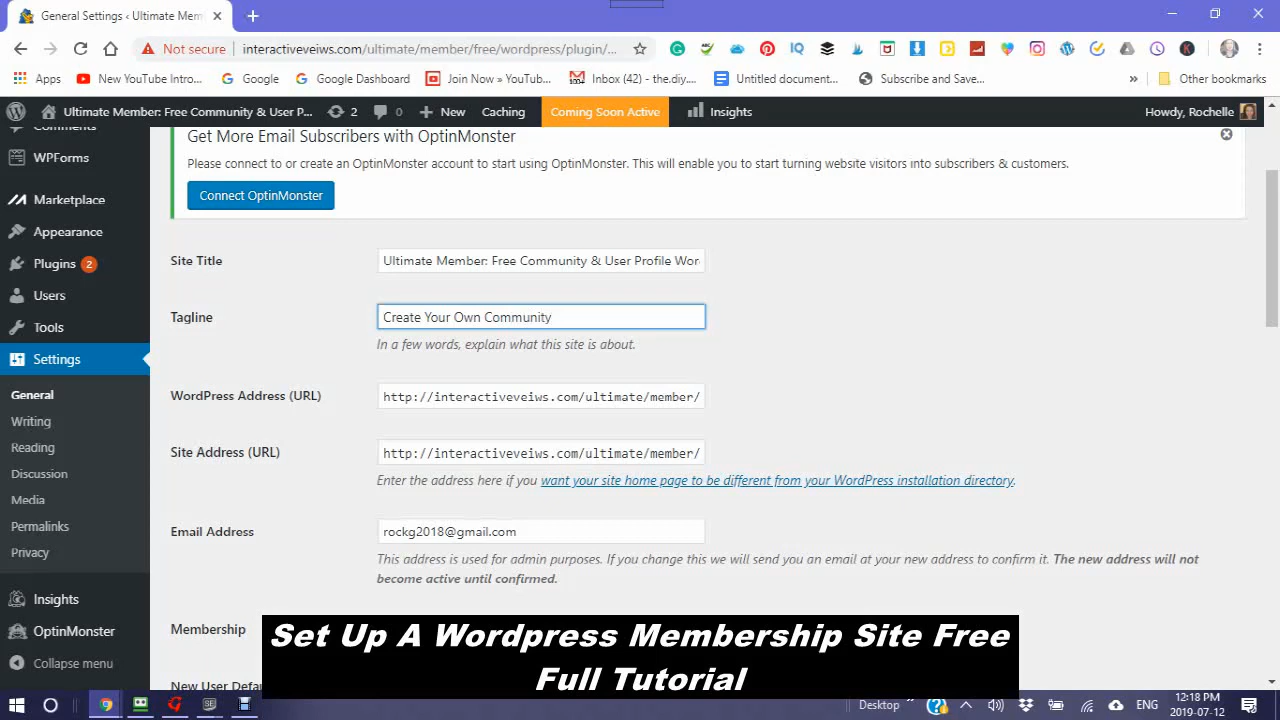 General Settings ‹ Ultimate Mem
Not secure interactiveveiws.com/ultimate/member/free/wordpress/plugin/...
Apps New YouTube Intro... Google Google Dashboard Join Now » YouTub... Inbox (42) - the.diy.... Untitled document... Subscribe and Save... » Other bookmarks
Ultimate Member: Free Community & User P... 2 0 New Caching Coming Soon Active Insights Howdy, Rochelle
Comments
WPForms
Marketplace
Appearance
Plugins 2
Users
Tools
Settings
General
Writing
Reading
Discussion
Media
Permalinks
Privacy
Insights
OptinMonster
Collapse menu
Get More Email Subscribers with OptinMonster
Please connect to or create an OptinMonster account to start using OptinMonster. This will enable you to start turning website visitors into subscribers & customers.
Connect OptinMonster
Site Title Ultimate Member: Free Community & User Profile Wor
Tagline Create Your Own Community
In a few words, explain what this site is about.
WordPress Address (URL) http://interactiveveiws.com/ultimate/member/
Site Address (URL) http://interactiveveiws.com/ultimate/member/
Enter the address here if you want your site home page to be different from your WordPress installation directory.
Email Address rockg2018@gmail.com
This address is used for admin purposes. If you change this we will send you an email at your new address to confirm it. The new address will not
become active until confirmed.
Membership
New User Defa
Set Up A Wordpress Membership Site Free
Full Tutorial
Desktop ENG 12:18 PM
2019-07-12